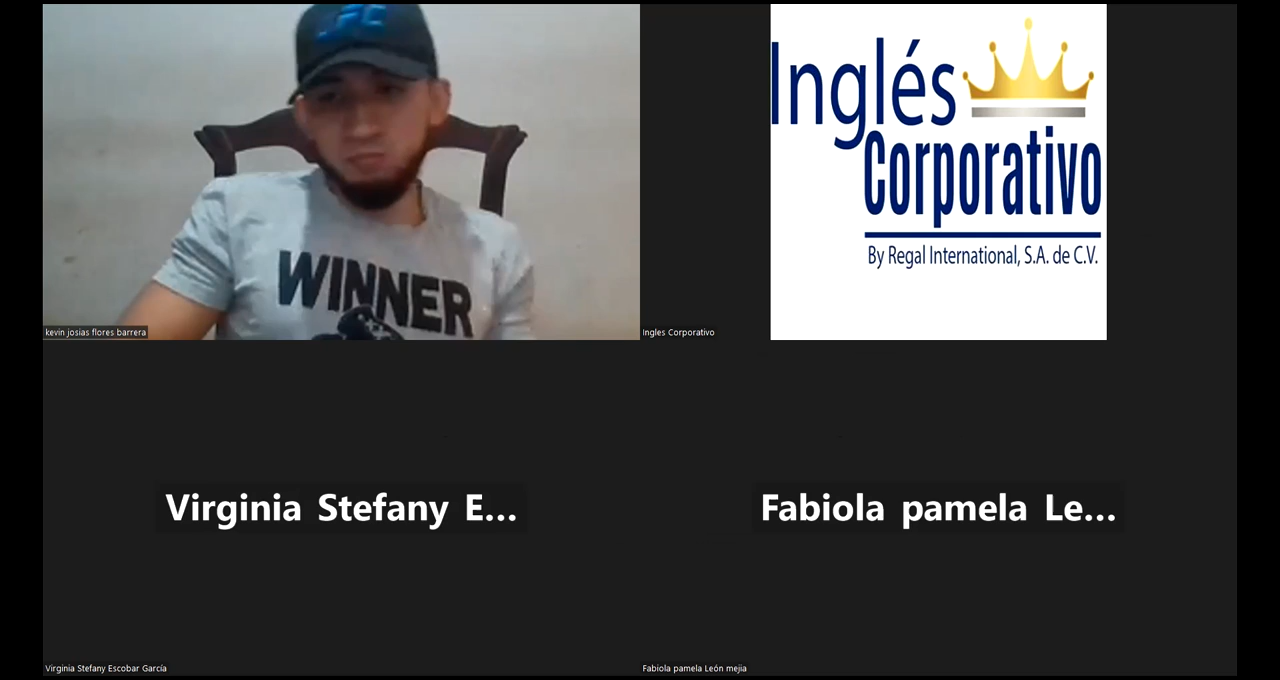 WINNER
kevin josias flores barrera
Inglés
Corporativo
By Regal International, S.A. de C.V.
Ingles Corporativo
Virginia Stefany E...
Fabiola pamela Le...
Virginia Stefany Escobar García
Fabiola pamela León mejia